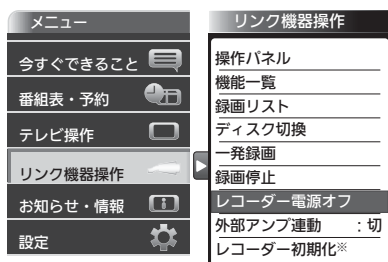 メニュー
今すぐできること
番組表・予約
テレビ操作
リンク機器操作
お知らせ・情報
設定
リンク機器操作
操作パネル
機能一覧
録画リスト
ディスク切換
一発録画
録画停止
レコーダー電源オフ
外部アンプ連動 ：切
レコーダー初期化※